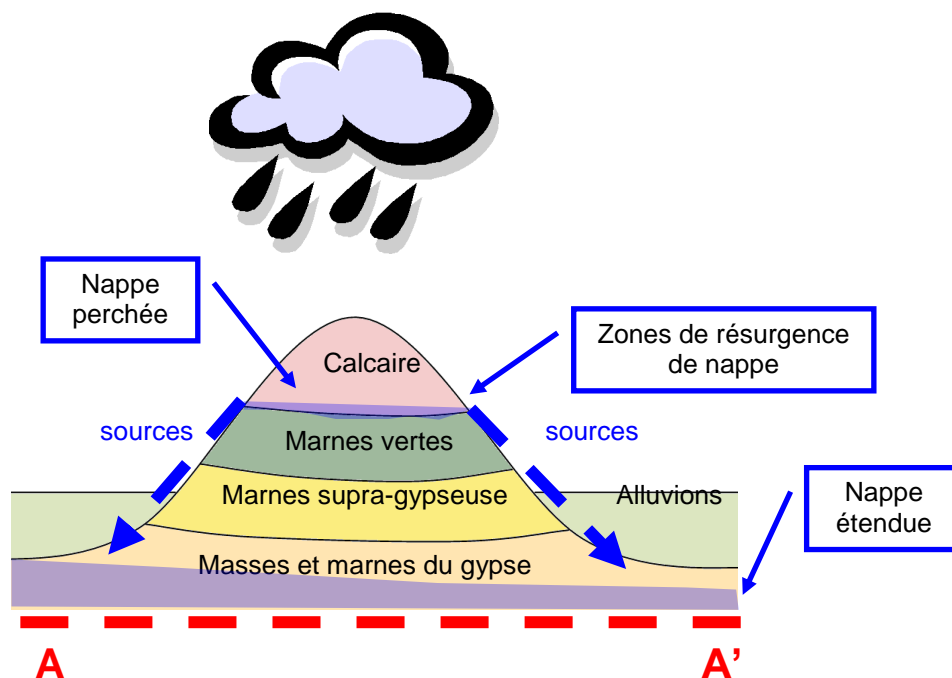 Nappe
perchée
Zones de résurgence
de nappe
Calcaire
sources
Marnes vertes
sources
Marnes supra-gypseuse
Alluvions
Nappe
étendue
Masses et marnes du gypse
A
A’